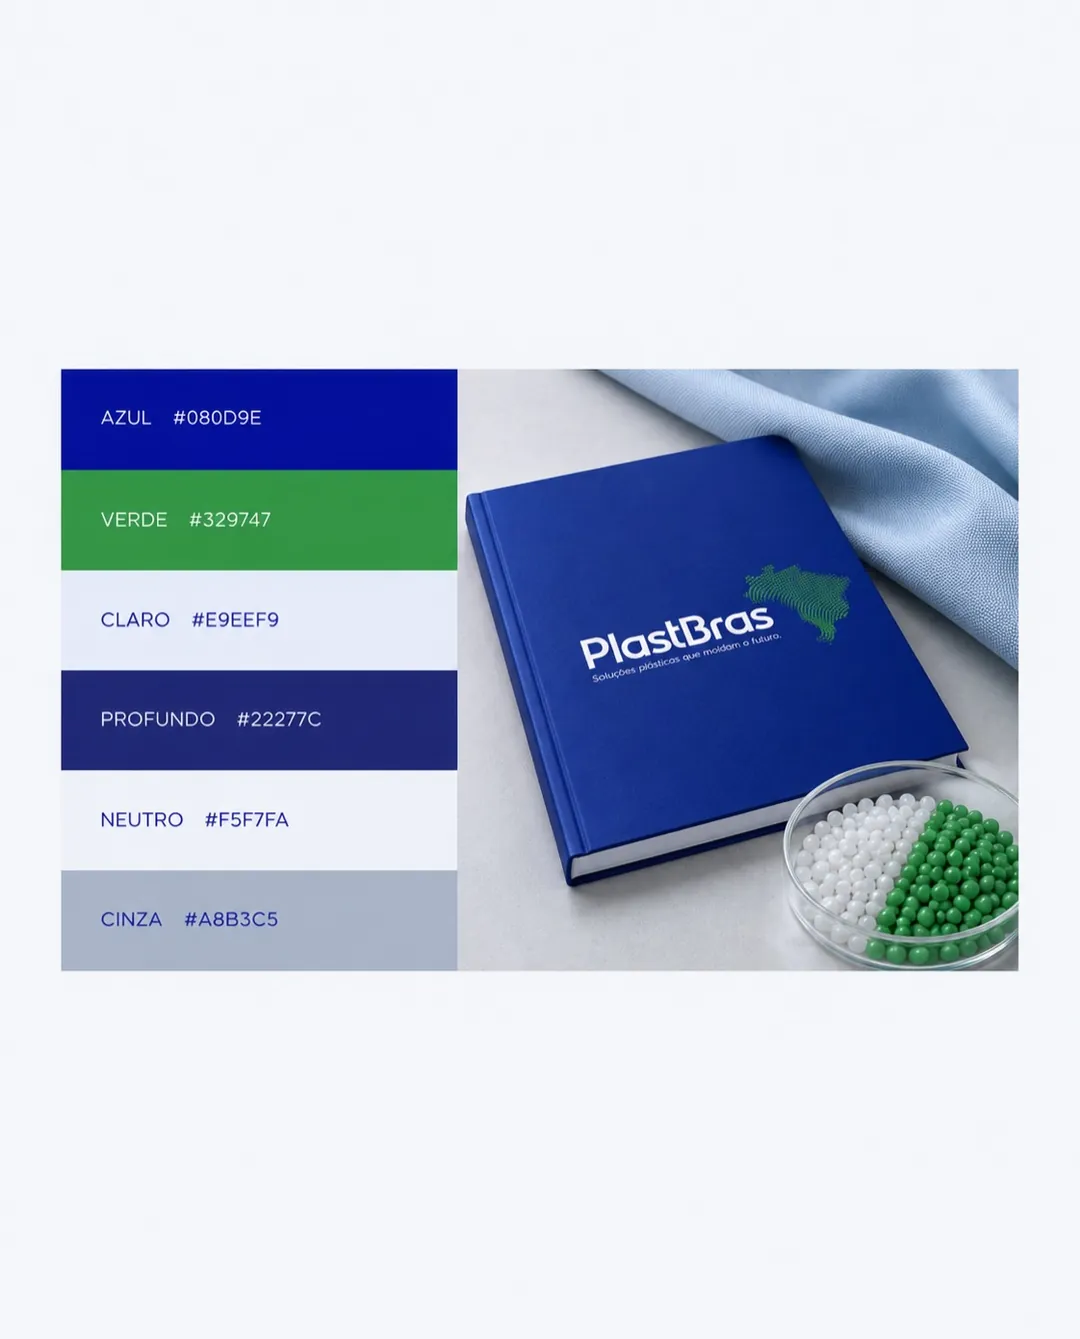 AZUL #080D9E
VERDE #329747
CLARO #E9EEF9
PROFUNDO #22277C
NEUTRO #F5F7FA
CINZA #A8B3C5
PlastBras
Soluções plásticas que moldam o futuro.